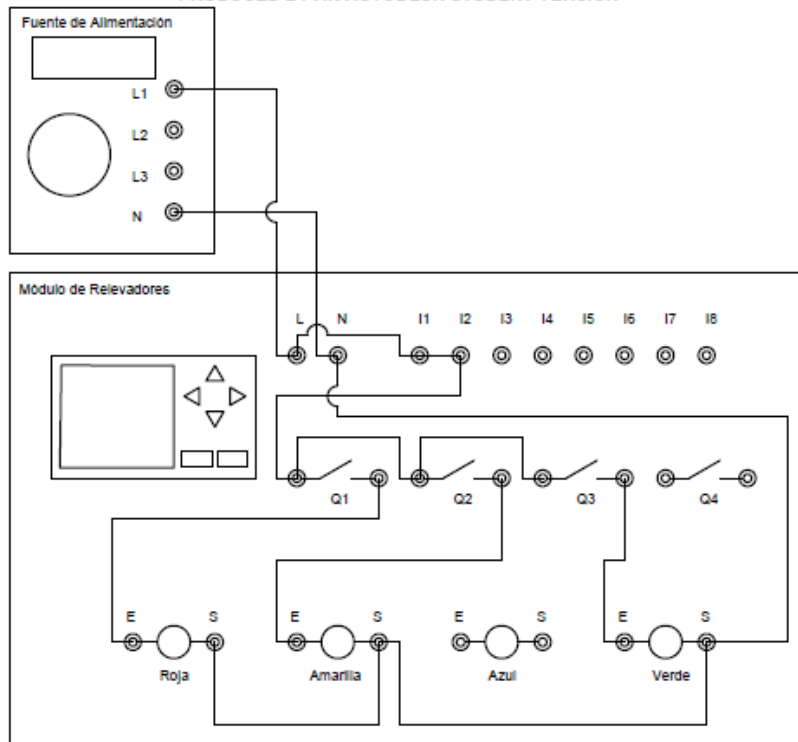 Fuente de Alimentación
L1
L2
L3
N
Módulo de Relevadores
L N I1 I2 I3 I4 I5 I6 I7 I8
Q1 Q2 Q3 Q4
E S E S E S E S
Roja Amarilla Azul Verde